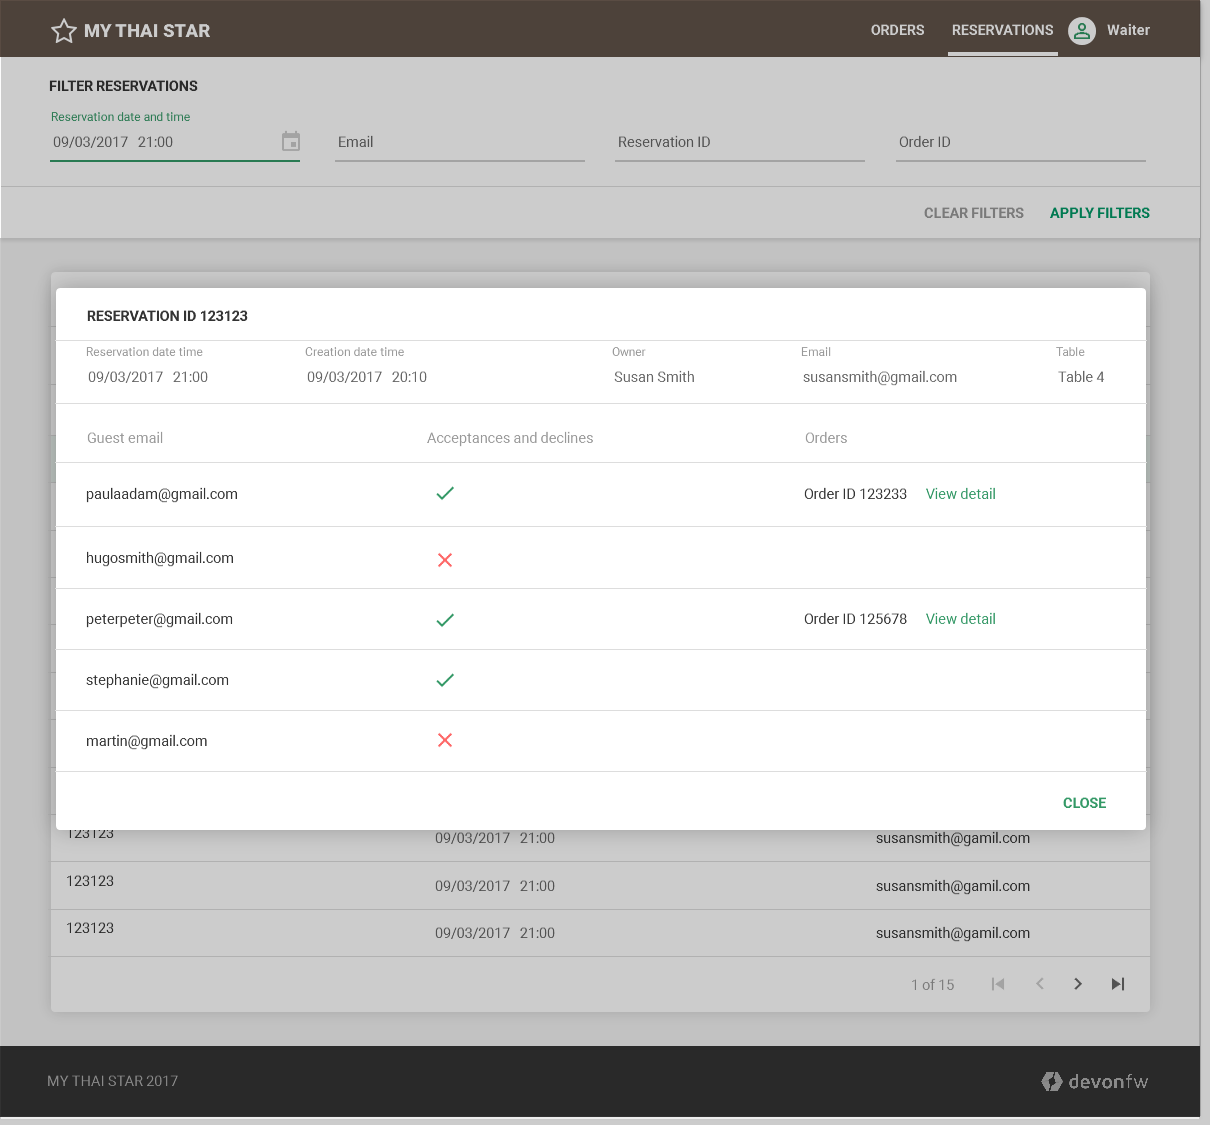 MY THAI STAR
ORDERS RESERVATIONS Waiter
FILTER RESERVATIONS
Reservation date and time
09/03/2017 21:00 Email Reservation ID Order ID
CLEAR FILTERS APPLY FILTERS
RESERVATION ID 123123
Reservation date time Creation date time Owner Email Table
09/03/2017 21:00 09/03/2017 20:10 Susan Smith susansmith@gmail.com Table 4
Guest email Acceptances and declines Orders
paulaadam@gmail.com Order ID 123233 View detail
hugosmith@gmail.com
peterpeter@gmail.com Order ID 125678 View detail
stephanie@gmail.com
martin@gmail.com
CLOSE
123123 09/03/2017 21:00 susansmith@gamil.com
123123 09/03/2017 21:00 susansmith@gamil.com
123123 09/03/2017 21:00 susansmith@gamil.com
1 of 15
MY THAI STAR 2017 devonfw